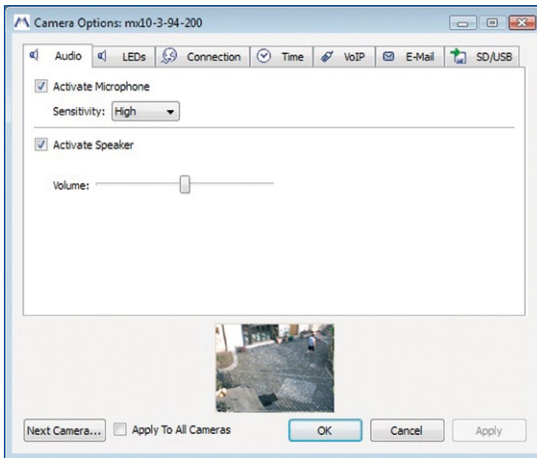 Camera Options: mx10-3-94-200
Audio LEDs Connection Time VoIP E-Mail SD/USB
Activate Microphone
Sensitivity: High
Activate Speaker
Volume:
Next Camera... Apply To All Cameras OK Cancel Apply